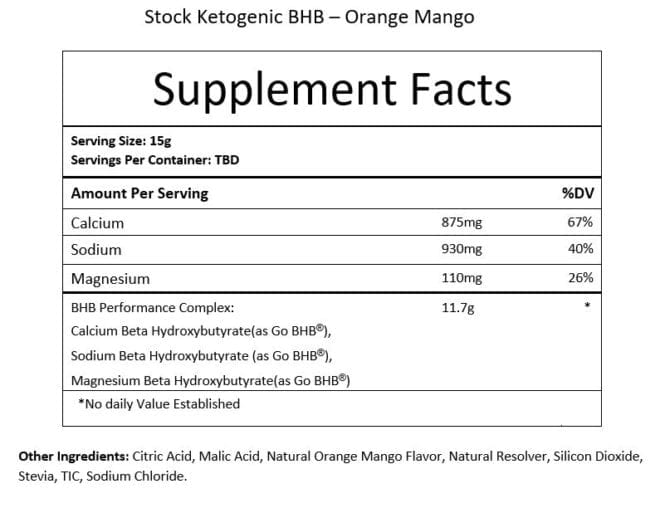 Stock Ketogenic BHB – Orange Mango
Supplement Facts
Serving Size: 15g
Servings Per Container: TBD
Amount Per Serving %DV
Calcium 875mg 67%
Sodium 930mg 40%
Magnesium 110mg 26%
BHB Performance Complex: 11.7g *
Calcium Beta Hydroxybutyrate(as Go BHB®),
Sodium Beta Hydroxybutyrate (as Go BHB®),
Magnesium Beta Hydroxybutyrate(as Go BHB®)
*No daily Value Established
Other Ingredients: Citric Acid, Malic Acid, Natural Orange Mango Flavor, Natural Resolver, Silicon Dioxide,
Stevia, TIC, Sodium Chloride.